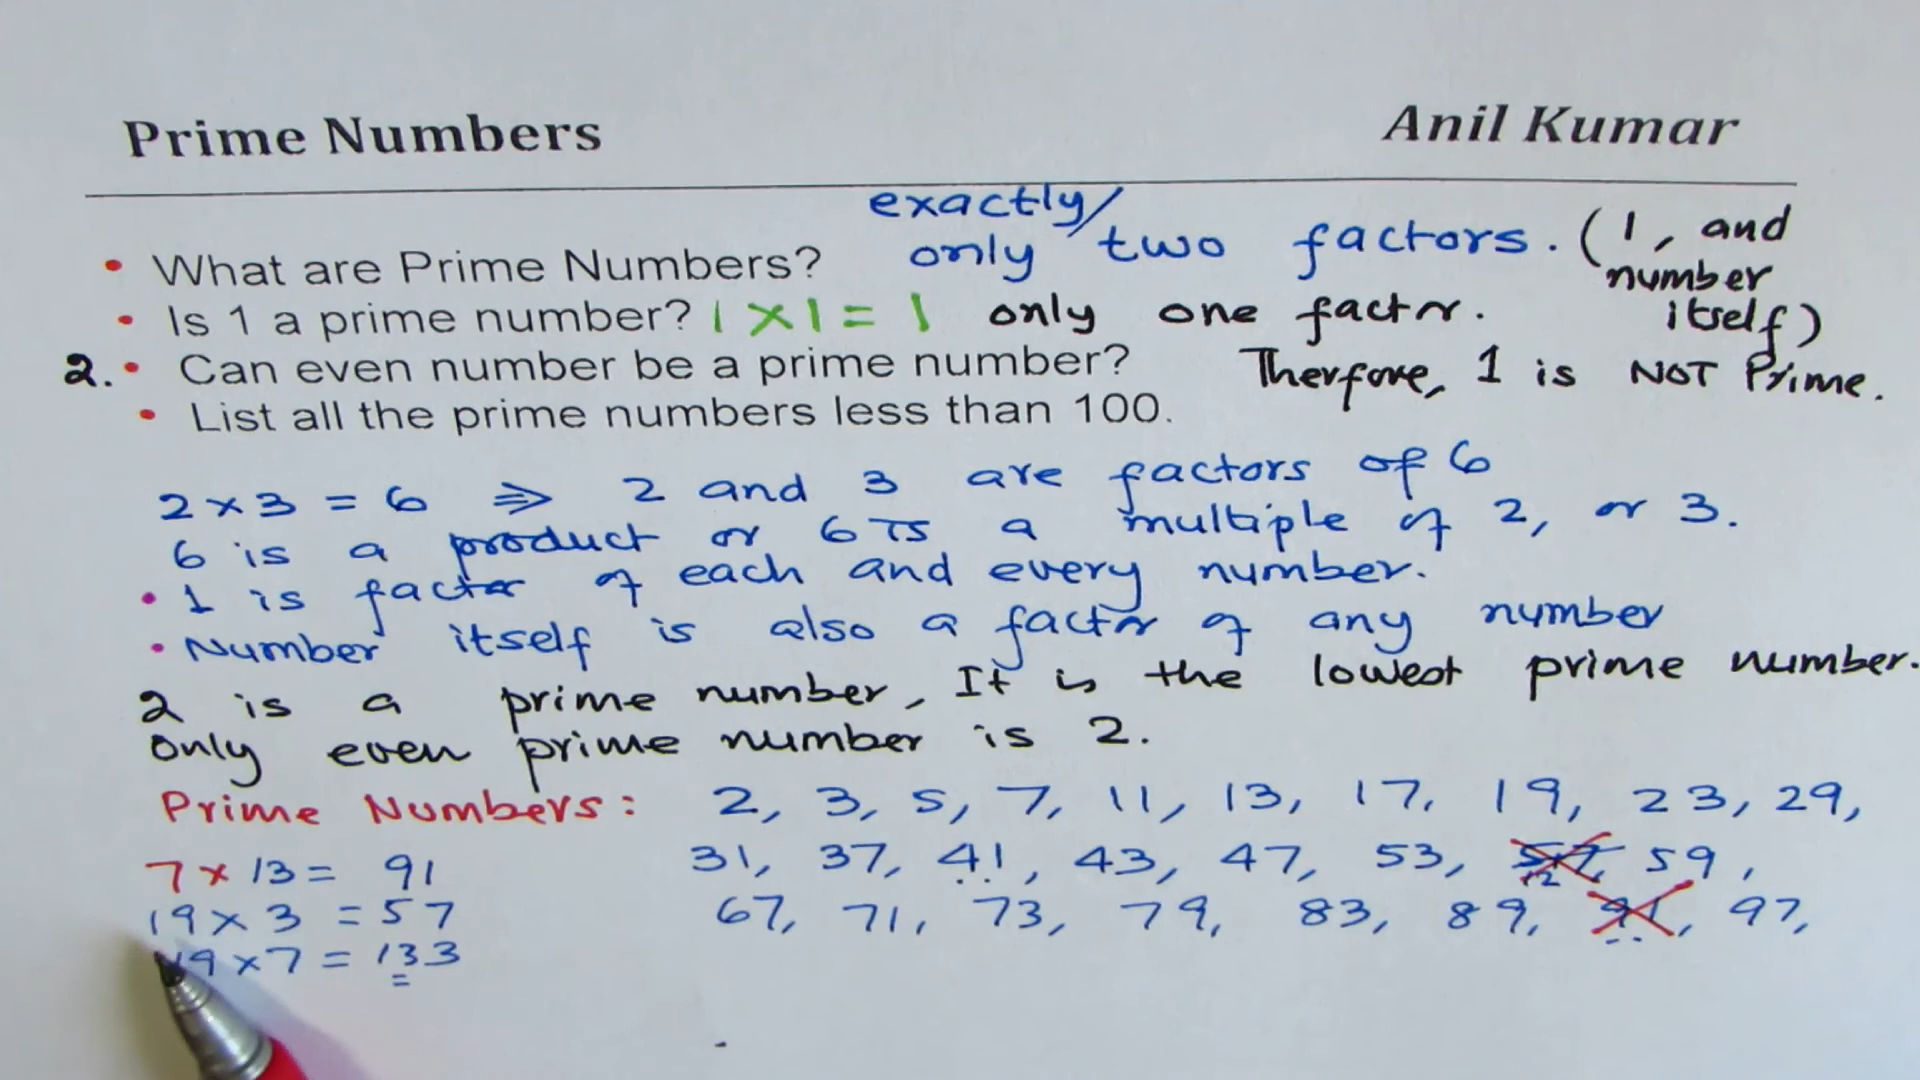 Prime Numbers Anil Kumar
• What are Prime Numbers? exactly/ only two factors. (1, and number itself)
• Is 1 a prime number? 1 × 1 = 1 only one factor.
2. • Can even number be a prime number? Therfore, 1 is NOT Prime.
• List all the prime numbers less than 100.
2 × 3 = 6 ⇒ 2 and 3 are factors of 6
6 is a product or 6 is a multiple of 2, or 3.
• 1 is factor of each and every number.
• Number itself is also a factor of any number
2 is a prime number, It is the lowest prime number.
only even prime number is 2.
Prime Numbers: 2, 3, 5, 7, 11, 13, 17, 19, 23, 29,
7 × 13 = 91 31, 37, 41, 43, 47, 53, 57, 59,
19 × 3 = 57 67, 71, 73, 79, 83, 89, 91, 97,
19 × 7 = 133